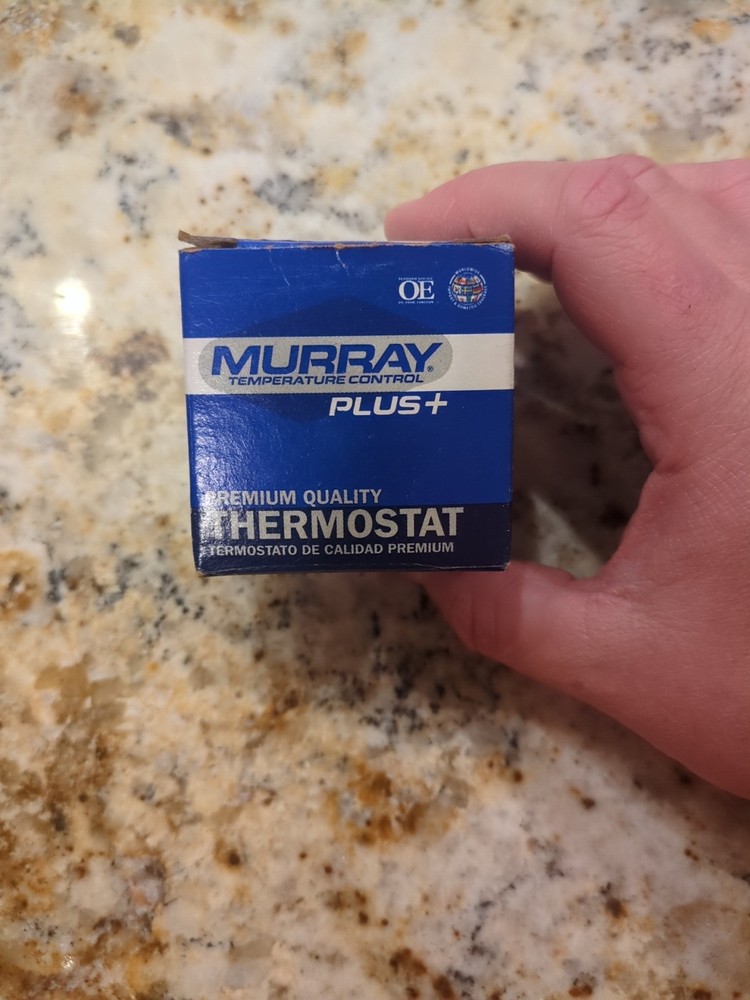 OE
MURRAY®
TEMPERATURE CONTROL
PLUS+
PREMIUM QUALITY
THERMOSTAT
TERMOSTATO DE CALIDAD PREMIUM